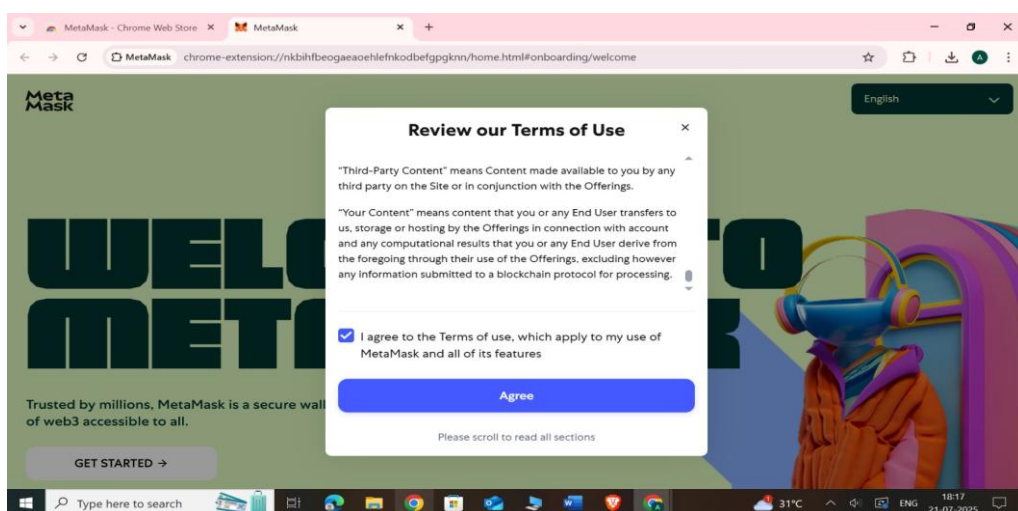 MetaMask - Chrome Web Store
MetaMask
MetaMask chrome-extension://nkbihfbeogaeaoehlefnkodbefgpgknn/home.html#onboarding/welcome
A
Meta
Mask
English
Review our Terms of Use
"Third-Party Content" means Content made available to you by any
third party on the Site or in conjunction with the Offerings.
"Your Content" means content that you or any End User transfers to
us, storage or hosting by the Offerings in connection with account
and any computational results that you or any End User derive from
the foregoing through their use of the Offerings, excluding however
any information submitted to a blockchain protocol for processing.
I agree to the Terms of use, which apply to my use of
MetaMask and all of its features
Agree
Please scroll to read all sections
Trusted by millions, MetaMask is a secure wall
of web3 accessible to all.
GET STARTED →
Type here to search
31°C
ENG
18:17
21-07-2025